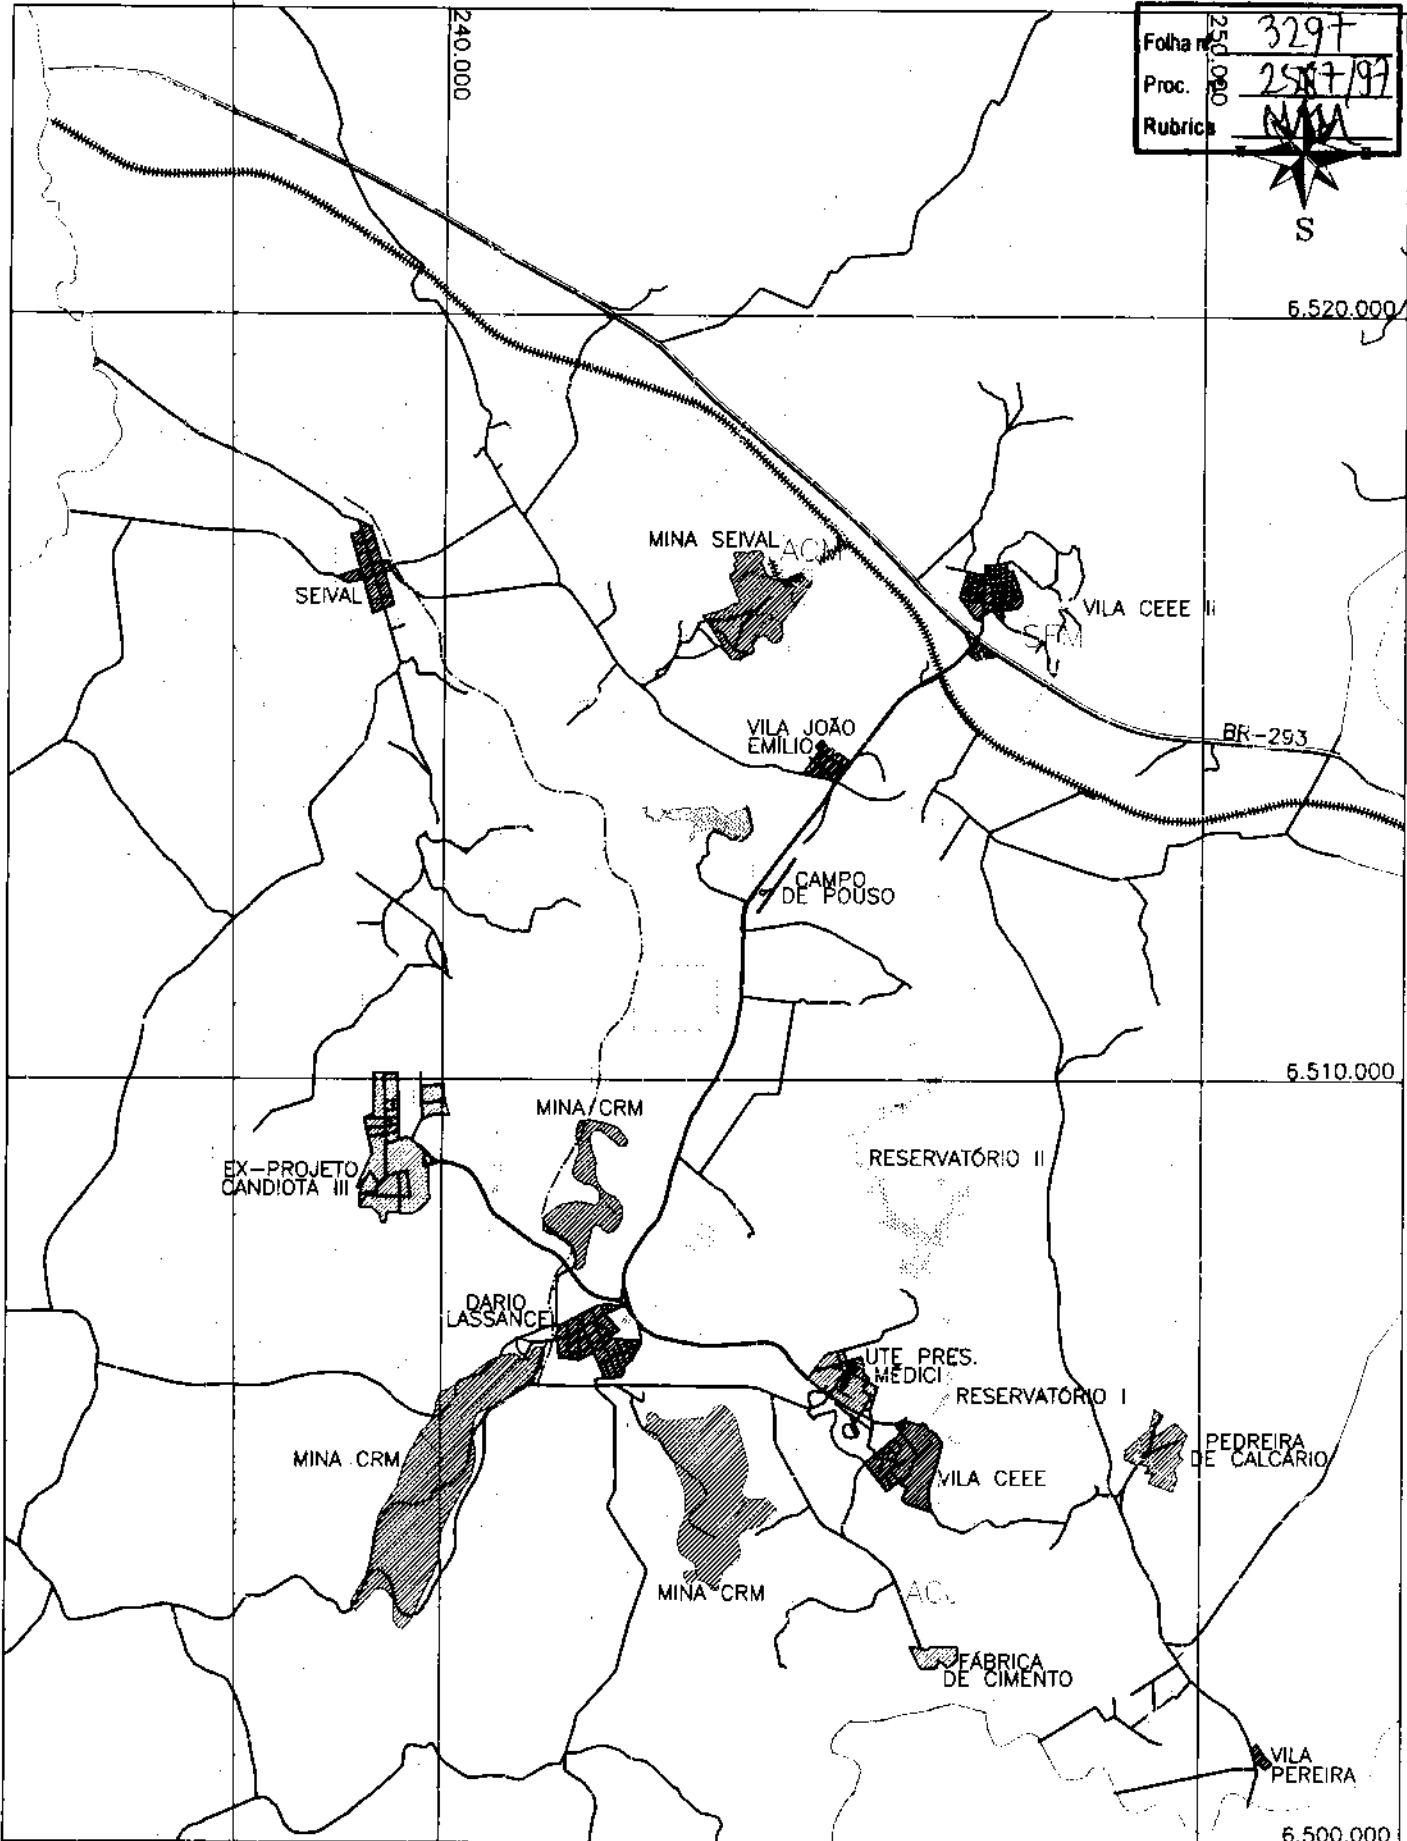 240.000
250.000
Folha nº 3297
Proc.
Rubrica
S
6.520.000
MINA SEIVAL
SEIVAL
VILA CEEE II
VILA JOÃO
EMÍLIO
BR-293
CAMPO
DE POUSO
6.510.000
MINA CRM
RESERVATÓRIO II
EX-PROJETO
CANDIOTA III
DARIO
LASSANCE
UTE PRES.
MÉDICI
RESERVATÓRIO I
MINA CRM
PEDREIRA
DE CALCÁRIO
VILA CEEE
MINA CRM
FÁBRICA
DE CIMENTO
VILA
PEREIRA
6.500.000